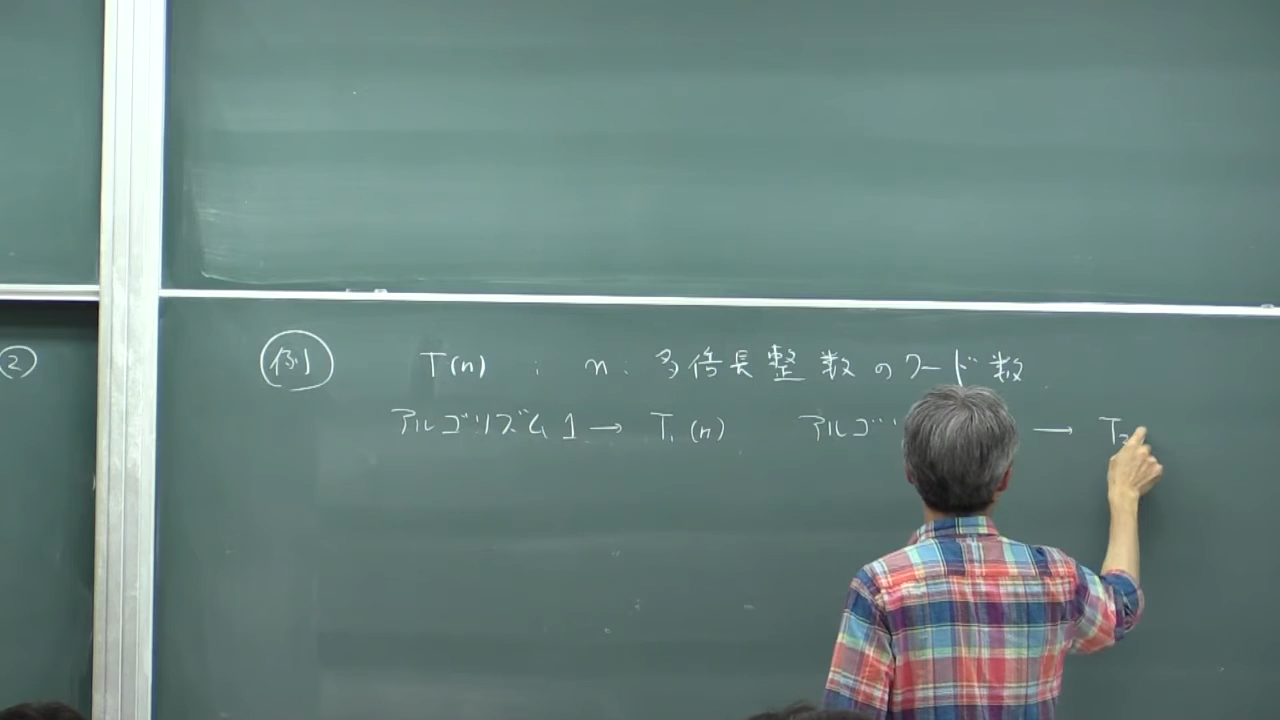 ②
例 T(n) ; n: 多倍長整数のワード数
アルゴリズム1 → T₁(n) アルゴ → T₂